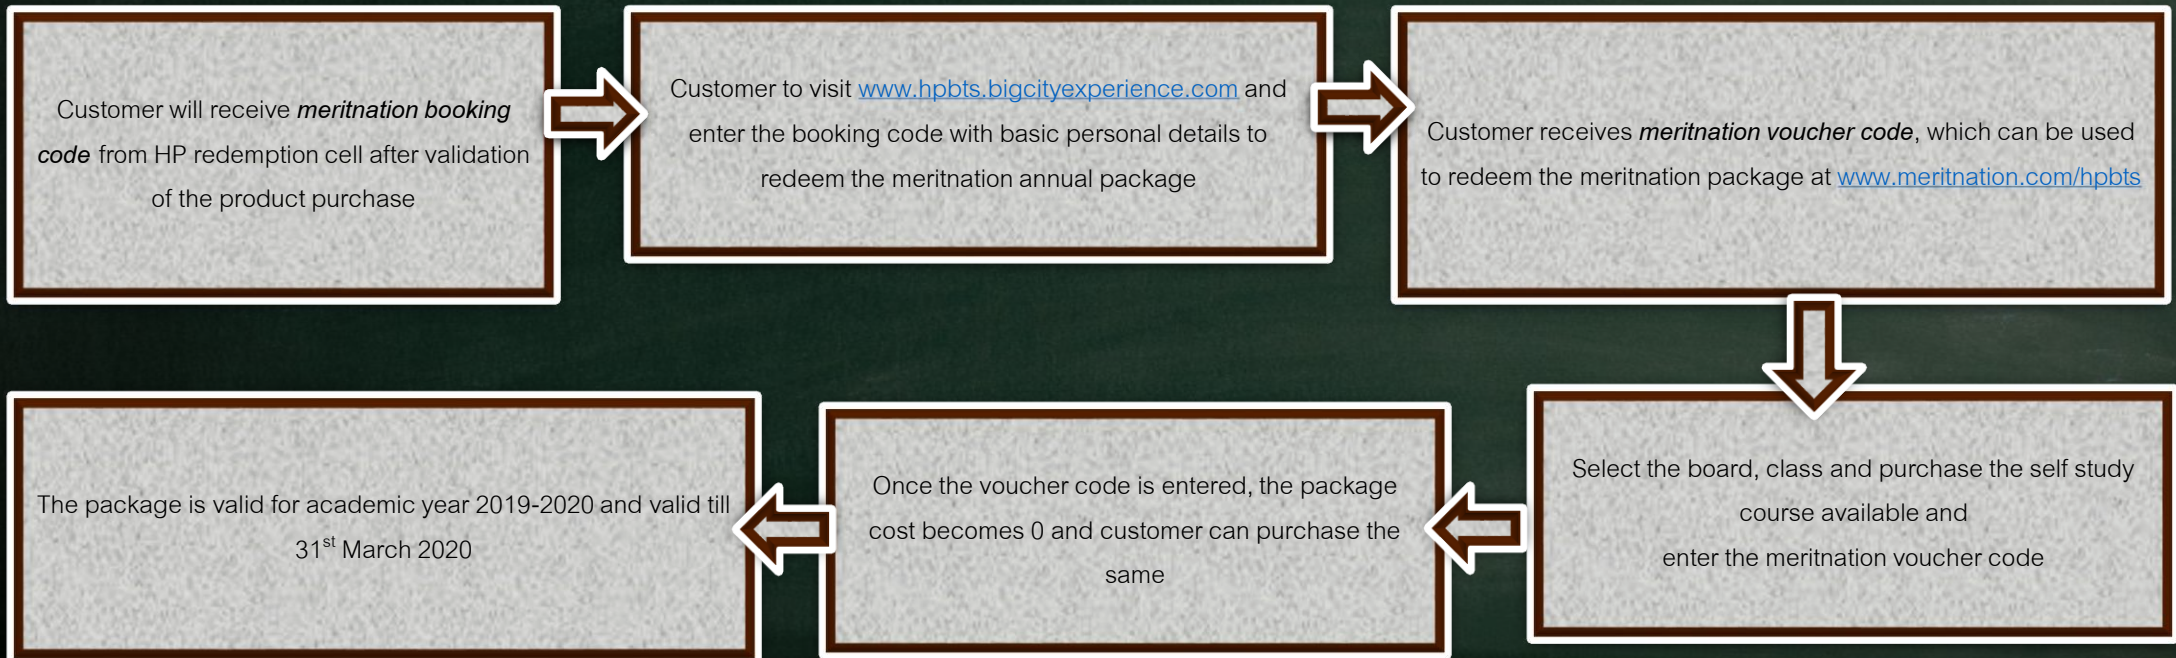 Customer will receive meritnation booking
code from HP redemption cell after validation
of the product purchase
Customer to visit www.hpbts.bigcityexperience.com and
enter the booking code with basic personal details to
redeem the meritnation annual package
Customer receives meritnation voucher code, which can be used
to redeem the meritnation package at www.meritnation.com/hpbts
Select the board, class and purchase the self study
course available and
enter the meritnation voucher code
Once the voucher code is entered, the package
cost becomes 0 and customer can purchase the
same
The package is valid for academic year 2019-2020 and valid till
31st March 2020